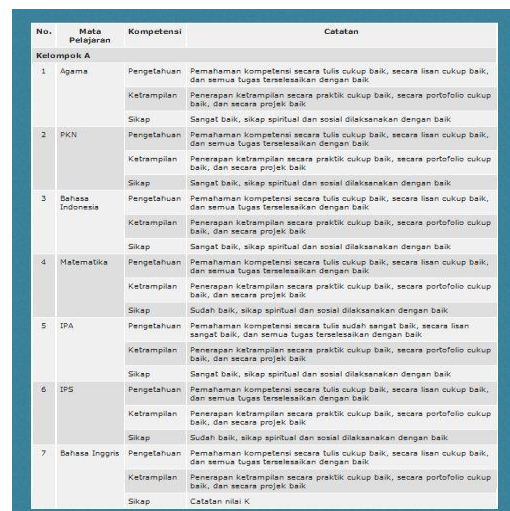 No. Mata Pelajaran Kompetensi Catatan
Kelompok A
1 Agama Pengetahuan Pemahaman kompetensi secara tulis cukup baik, secara lisan cukup baik,
dan semua tugas terselesaikan dengan baik
Ketrampilan Penerapan ketrampilan secara praktik cukup baik, secara portofolio cukup
baik, dan secara projek baik
Sikap Sangat baik, sikap spiritual dan sosial dilaksanakan dengan baik
2 PKN Pengetahuan Pemahaman kompetensi secara tulis cukup baik, secara lisan cukup baik,
dan semua tugas terselesaikan dengan baik
Ketrampilan Penerapan ketrampilan secara praktik cukup baik, secara portofolio cukup
baik, dan secara projek baik
Sikap Sangat baik, sikap spiritual dan sosial dilaksanakan dengan baik
3 Bahasa Indonesia Pengetahuan Pemahaman kompetensi secara tulis cukup baik, secara lisan cukup baik,
dan semua tugas terselesaikan dengan baik
Ketrampilan Penerapan ketrampilan secara praktik cukup baik, secara portofolio cukup
baik, dan secara projek baik
Sikap Sangat baik, sikap spiritual dan sosial dilaksanakan dengan baik
4 Matematika Pengetahuan Pemahaman kompetensi secara tulis cukup baik, secara lisan cukup baik,
dan semua tugas terselesaikan dengan baik
Ketrampilan Penerapan ketrampilan secara praktik cukup baik, secara portofolio cukup
baik, dan secara projek baik
Sikap Sudah baik, sikap spiritual dan sosial dilaksanakan dengan baik
5 IPA Pengetahuan Pemahaman kompetensi secara tulis sudah sangat baik, secara lisan
sangat baik, dan semua tugas terselesaikan dengan baik
Ketrampilan Penerapan ketrampilan secara praktik cukup baik, secara portofolio cukup
baik, dan secara projek baik
Sikap Sangat baik, sikap spiritual dan sosial dilaksanakan dengan baik
6 IPS Pengetahuan Pemahaman kompetensi secara tulis cukup baik, secara lisan cukup baik,
dan semua tugas terselesaikan dengan baik
Ketrampilan Penerapan ketrampilan secara praktik cukup baik, secara portofolio cukup
baik, dan secara projek baik
Sikap Sudah baik, sikap spiritual dan sosial dilaksanakan dengan baik
7 Bahasa Inggris Pengetahuan Pemahaman kompetensi secara tulis cukup baik, secara lisan cukup baik,
dan semua tugas terselesaikan dengan baik
Ketrampilan Penerapan ketrampilan secara praktik cukup baik, secara portofolio cukup
baik, dan secara projek baik
Sikap Catatan nilai K